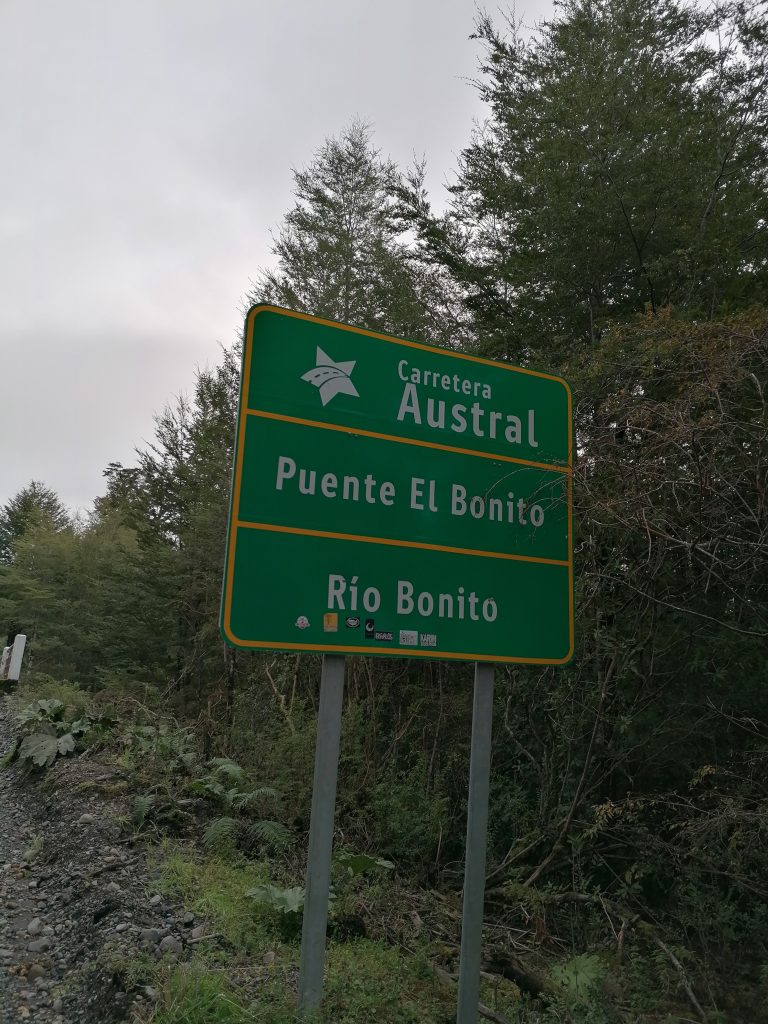 Carretera
Austral
Puente El Bonito
Río Bonito